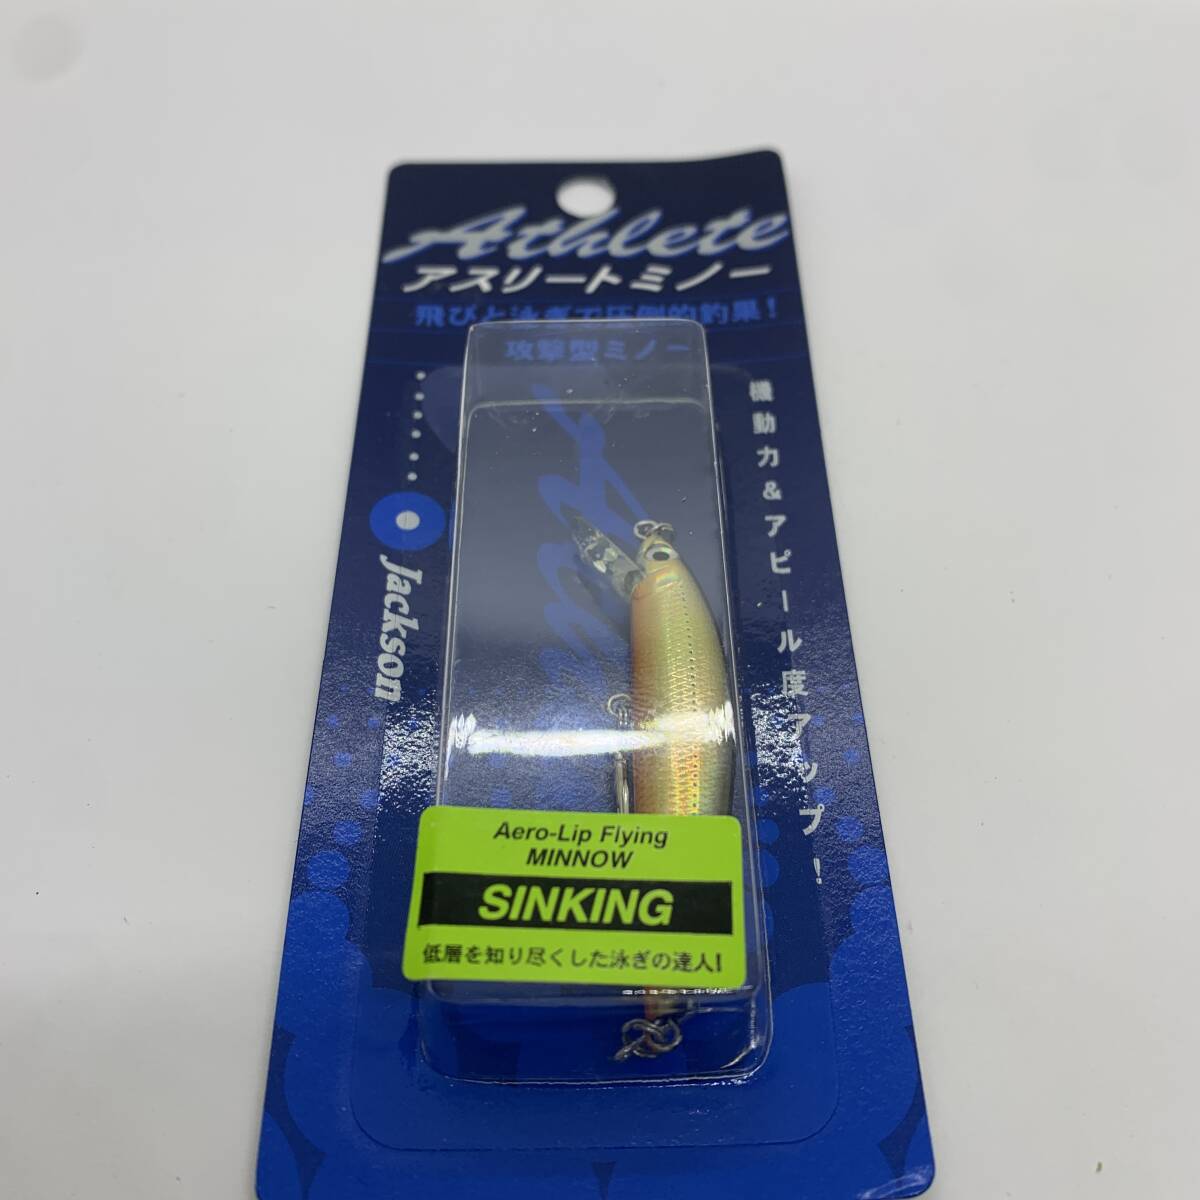 Athlete
アスリートミノー
飛びと泳ぎで圧倒的釣果！
攻撃型ミノー
機動力&アピール度アップ！
Jackson
Aero-Lip Flying
MINNOW
SINKING
低層を知り尽くした泳ぎの達人！